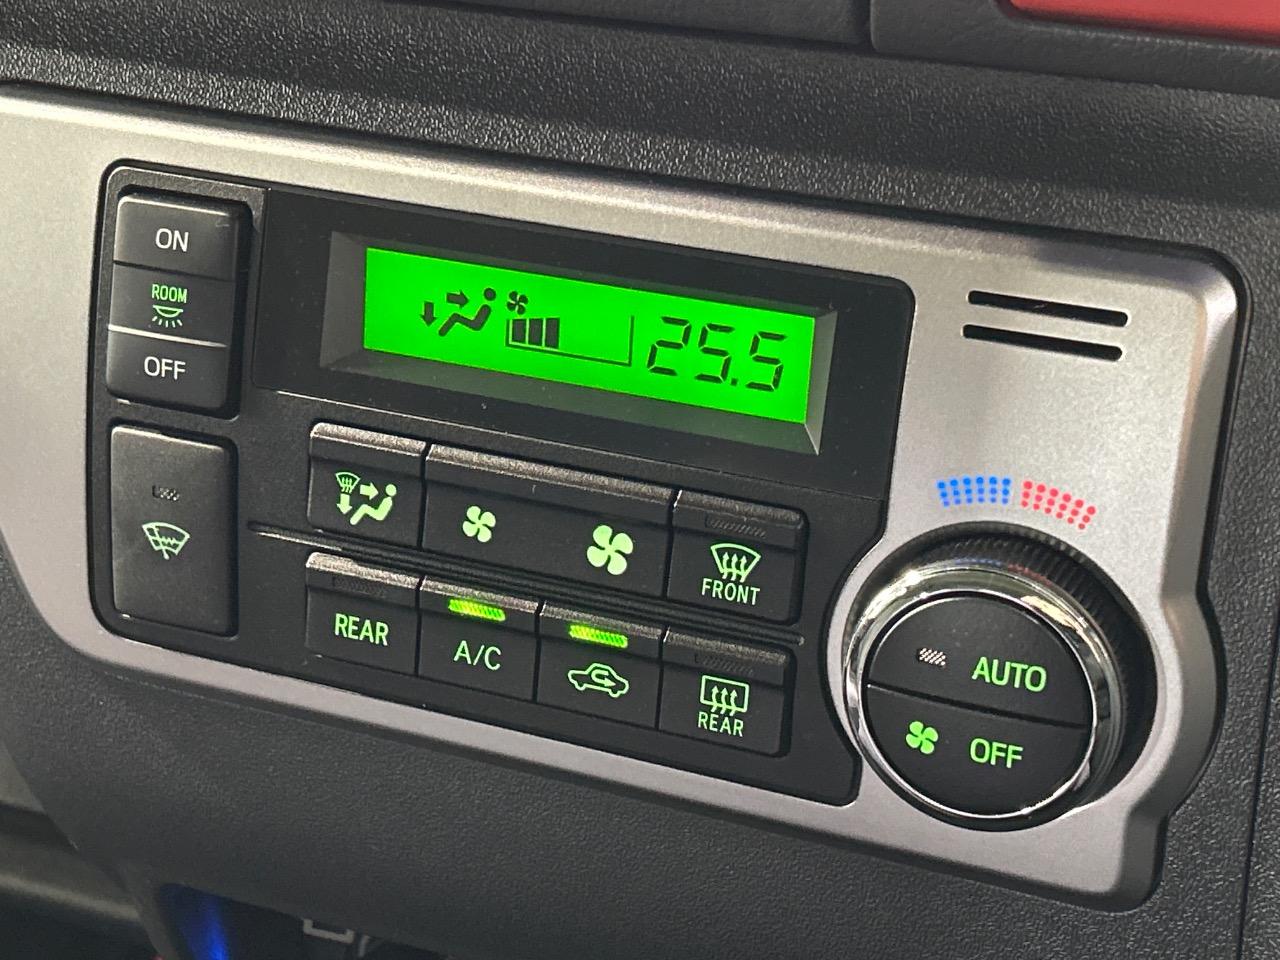 ON
ROOM
OFF
25.5
FRONT
REAR
A/C
REAR
AUTO
OFF